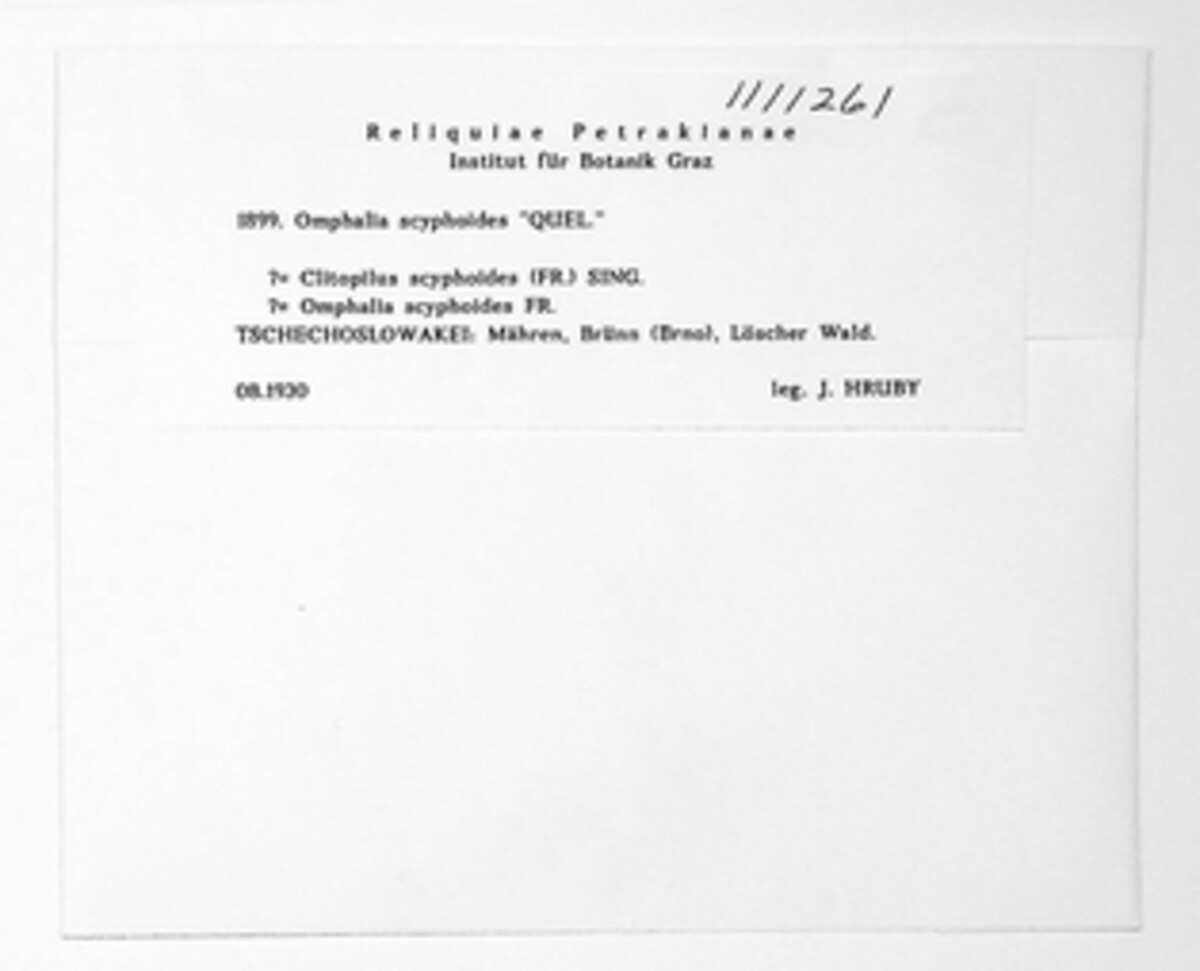 1111261
Reliquiae Petrakianae
Institut für Botanik Graz
1899. Omphalia scyphoides "QUEL."
?= Clitopilus scyphoides (FR.) SING.
?= Omphalia scyphoides FR.
TSCHECHOSLOWAKEI: Mähren, Brünn (Brno), Löscher Wald.
08.1930 leg. J. HRUBY